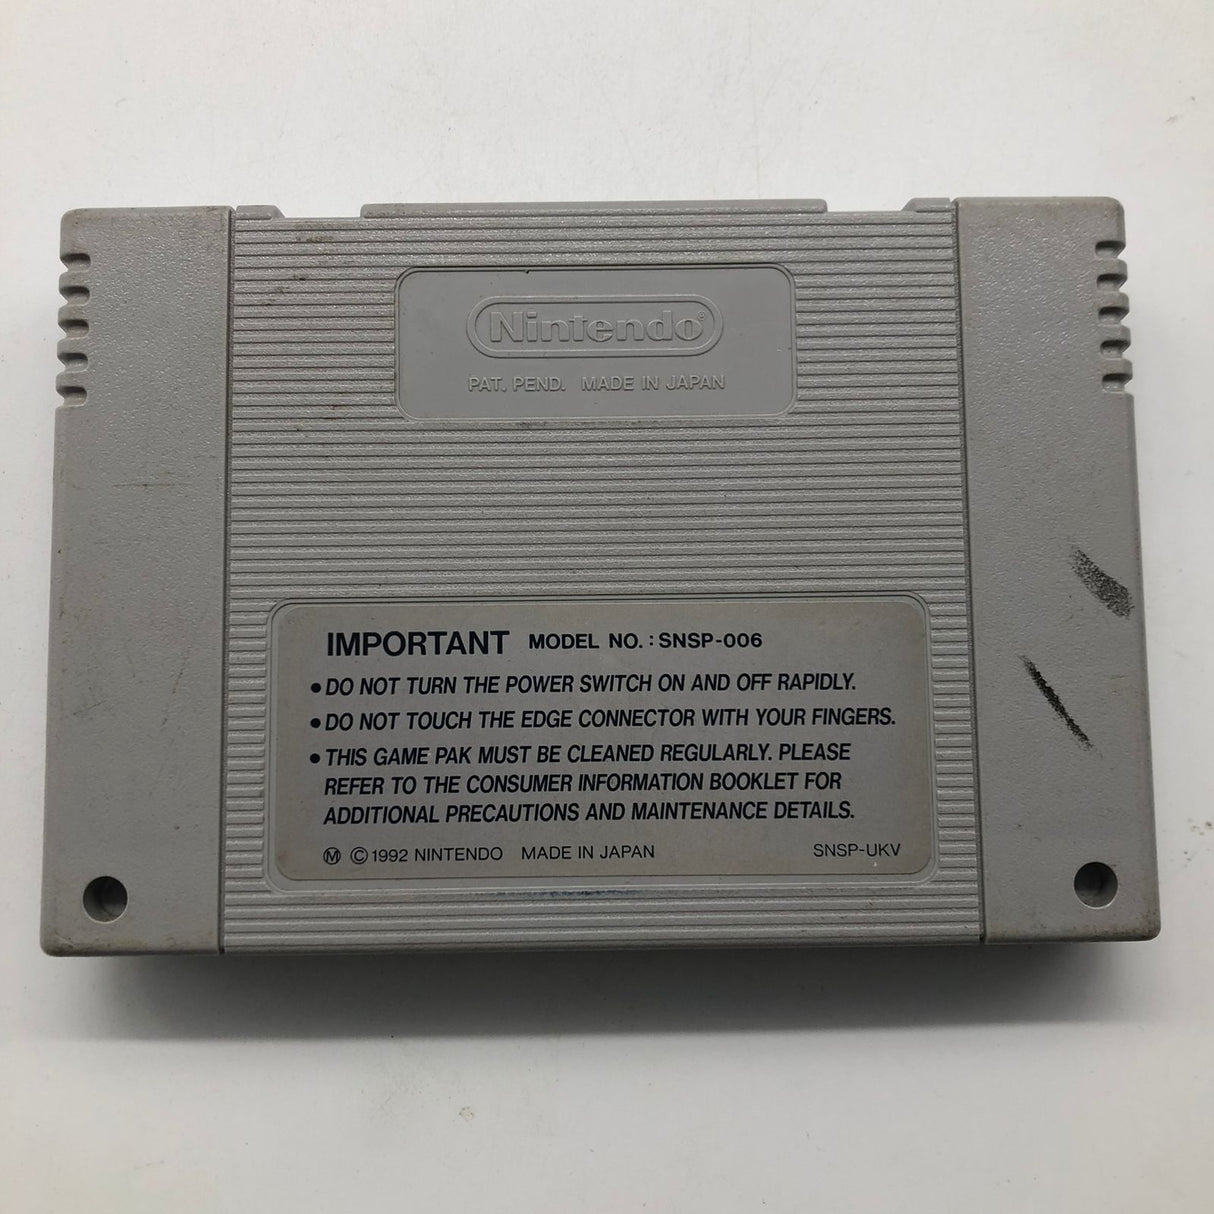 Nintendo®
PAT. PEND. MADE IN JAPAN
IMPORTANT MODEL NO.: SNSP-006
•DO NOT TURN THE POWER SWITCH ON AND OFF RAPIDLY.
•DO NOT TOUCH THE EDGE CONNECTOR WITH YOUR FINGERS.
•THIS GAME PAK MUST BE CLEANED REGULARLY. PLEASE
REFER TO THE CONSUMER INFORMATION BOOKLET FOR
ADDITIONAL PRECAUTIONS AND MAINTENANCE DETAILS.
Ⓜ © 1992 NINTENDO MADE IN JAPAN SNSP-UKV